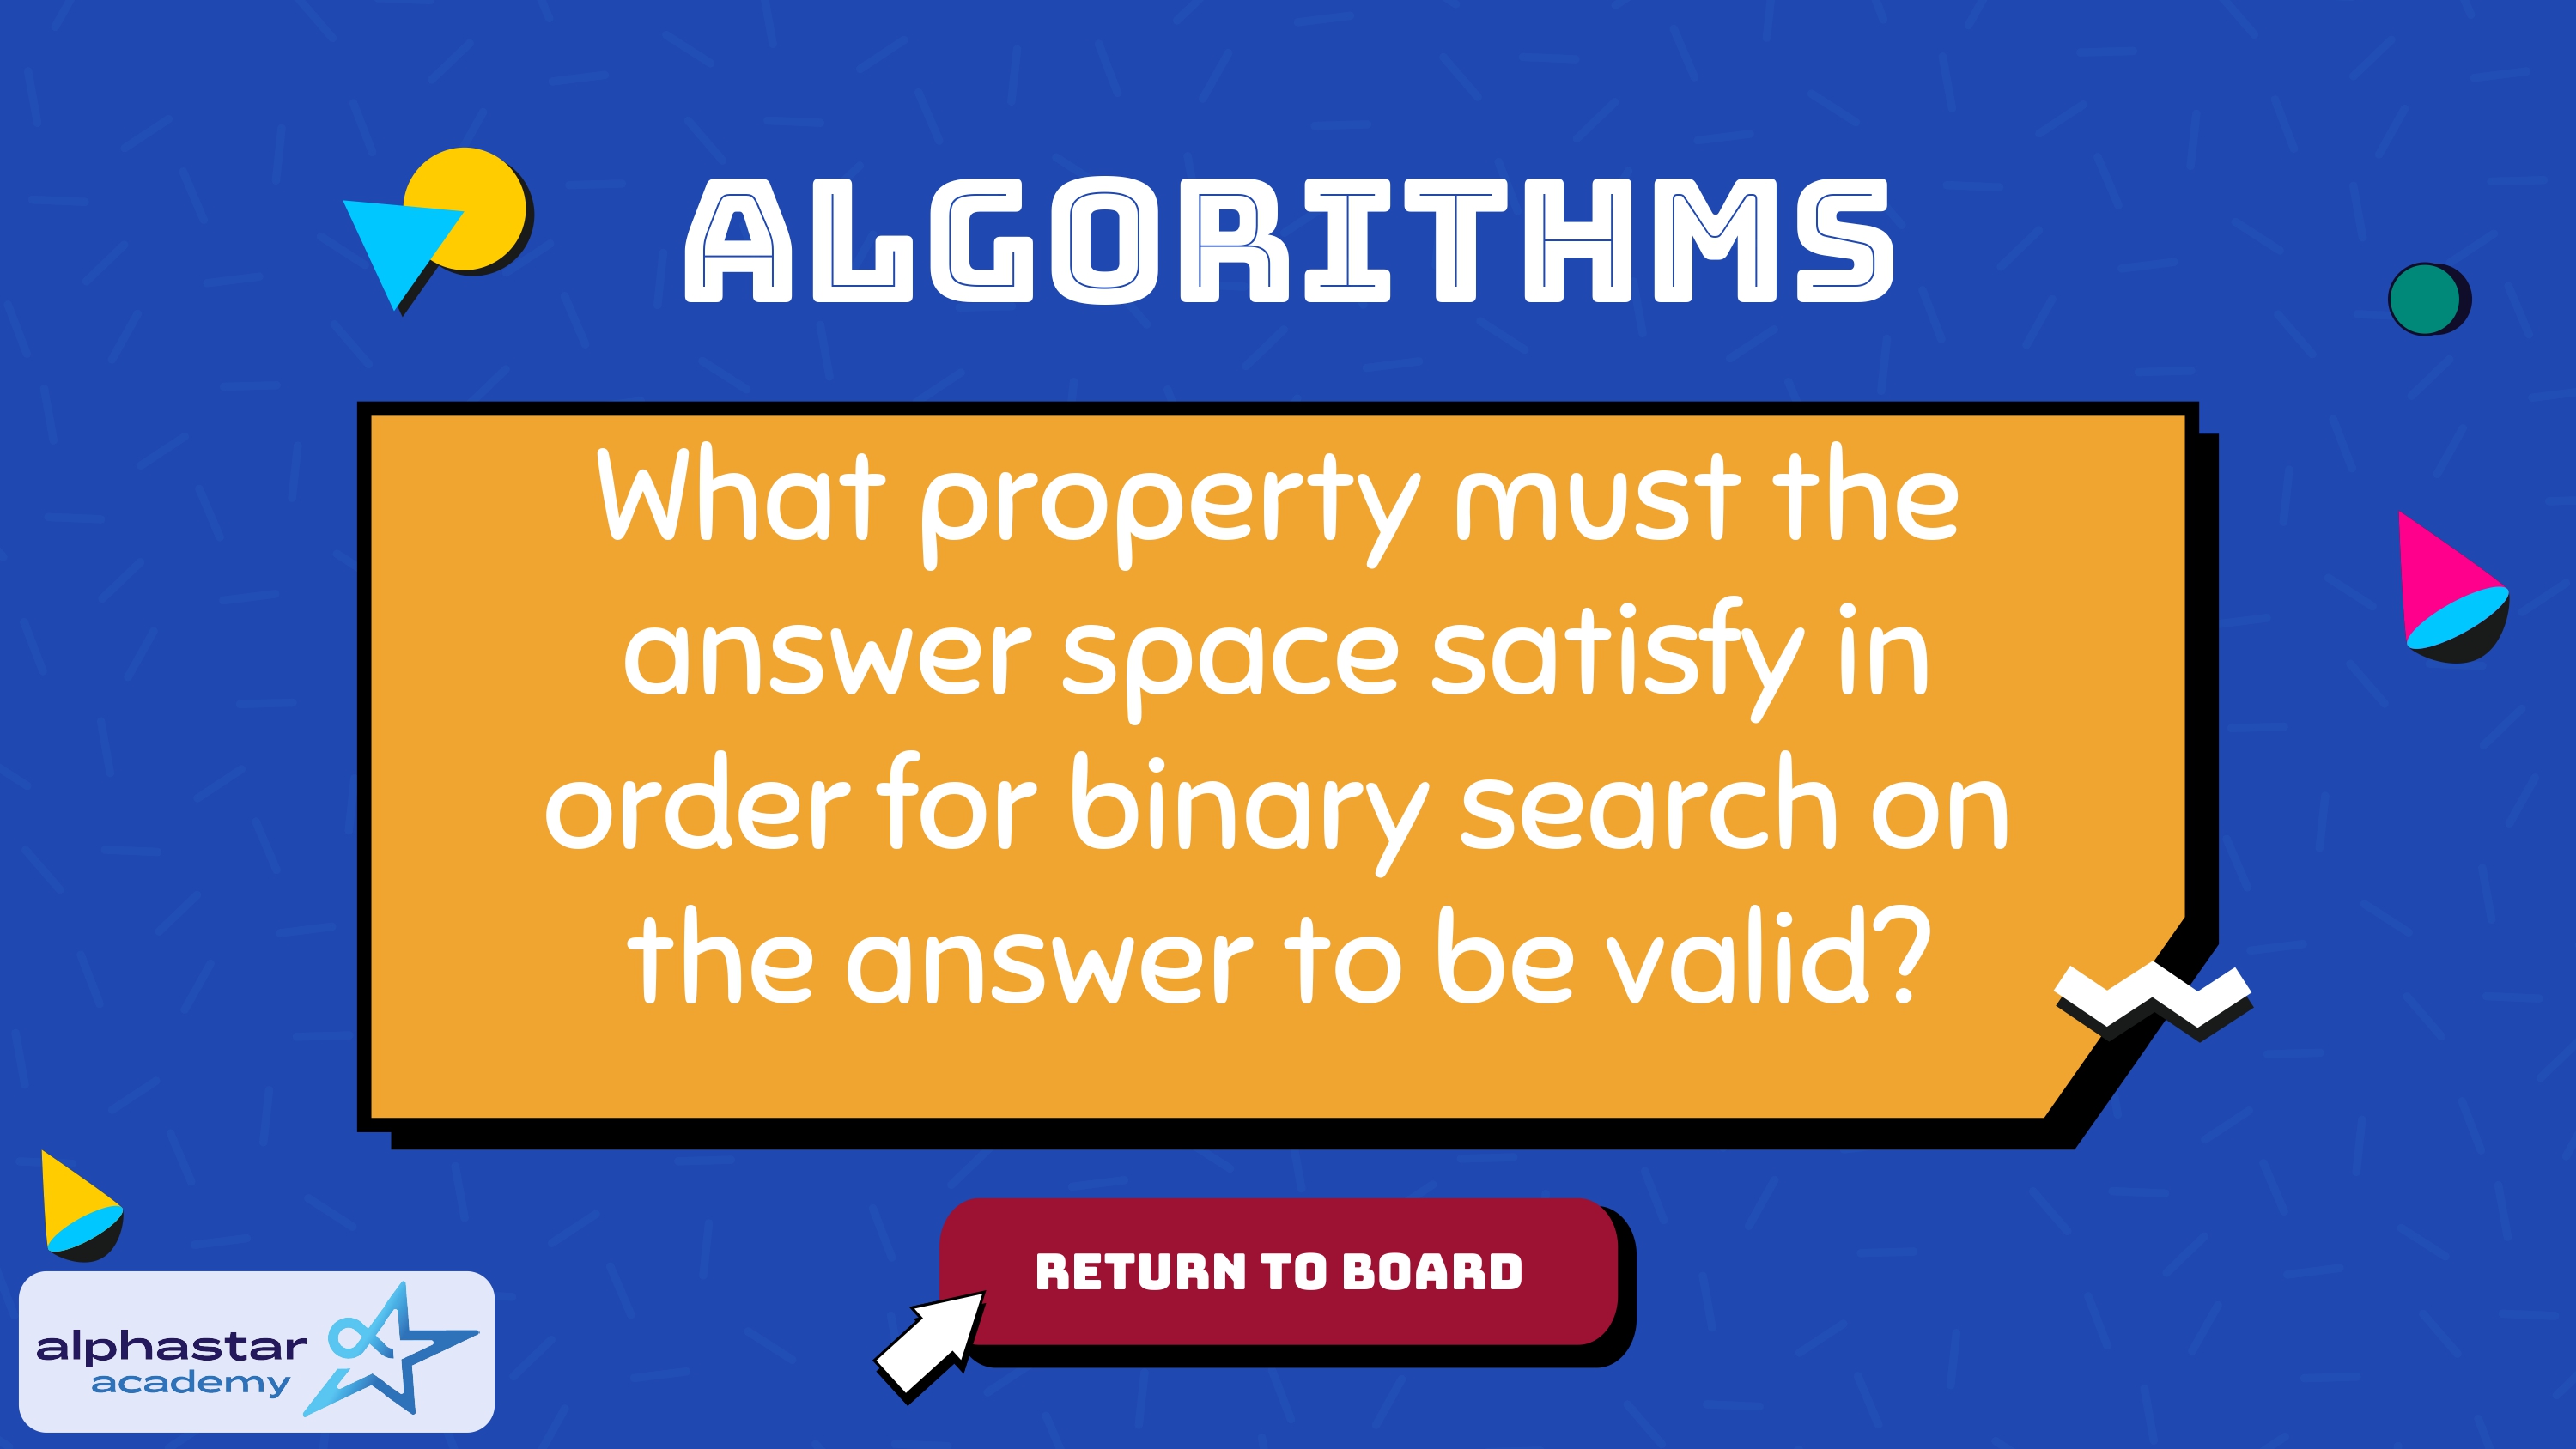 ALGORITHMS
What property must the
answer space satisfy in
order for binary search on
the answer to be valid?
RETURN TO BOARD
alphastar
academy